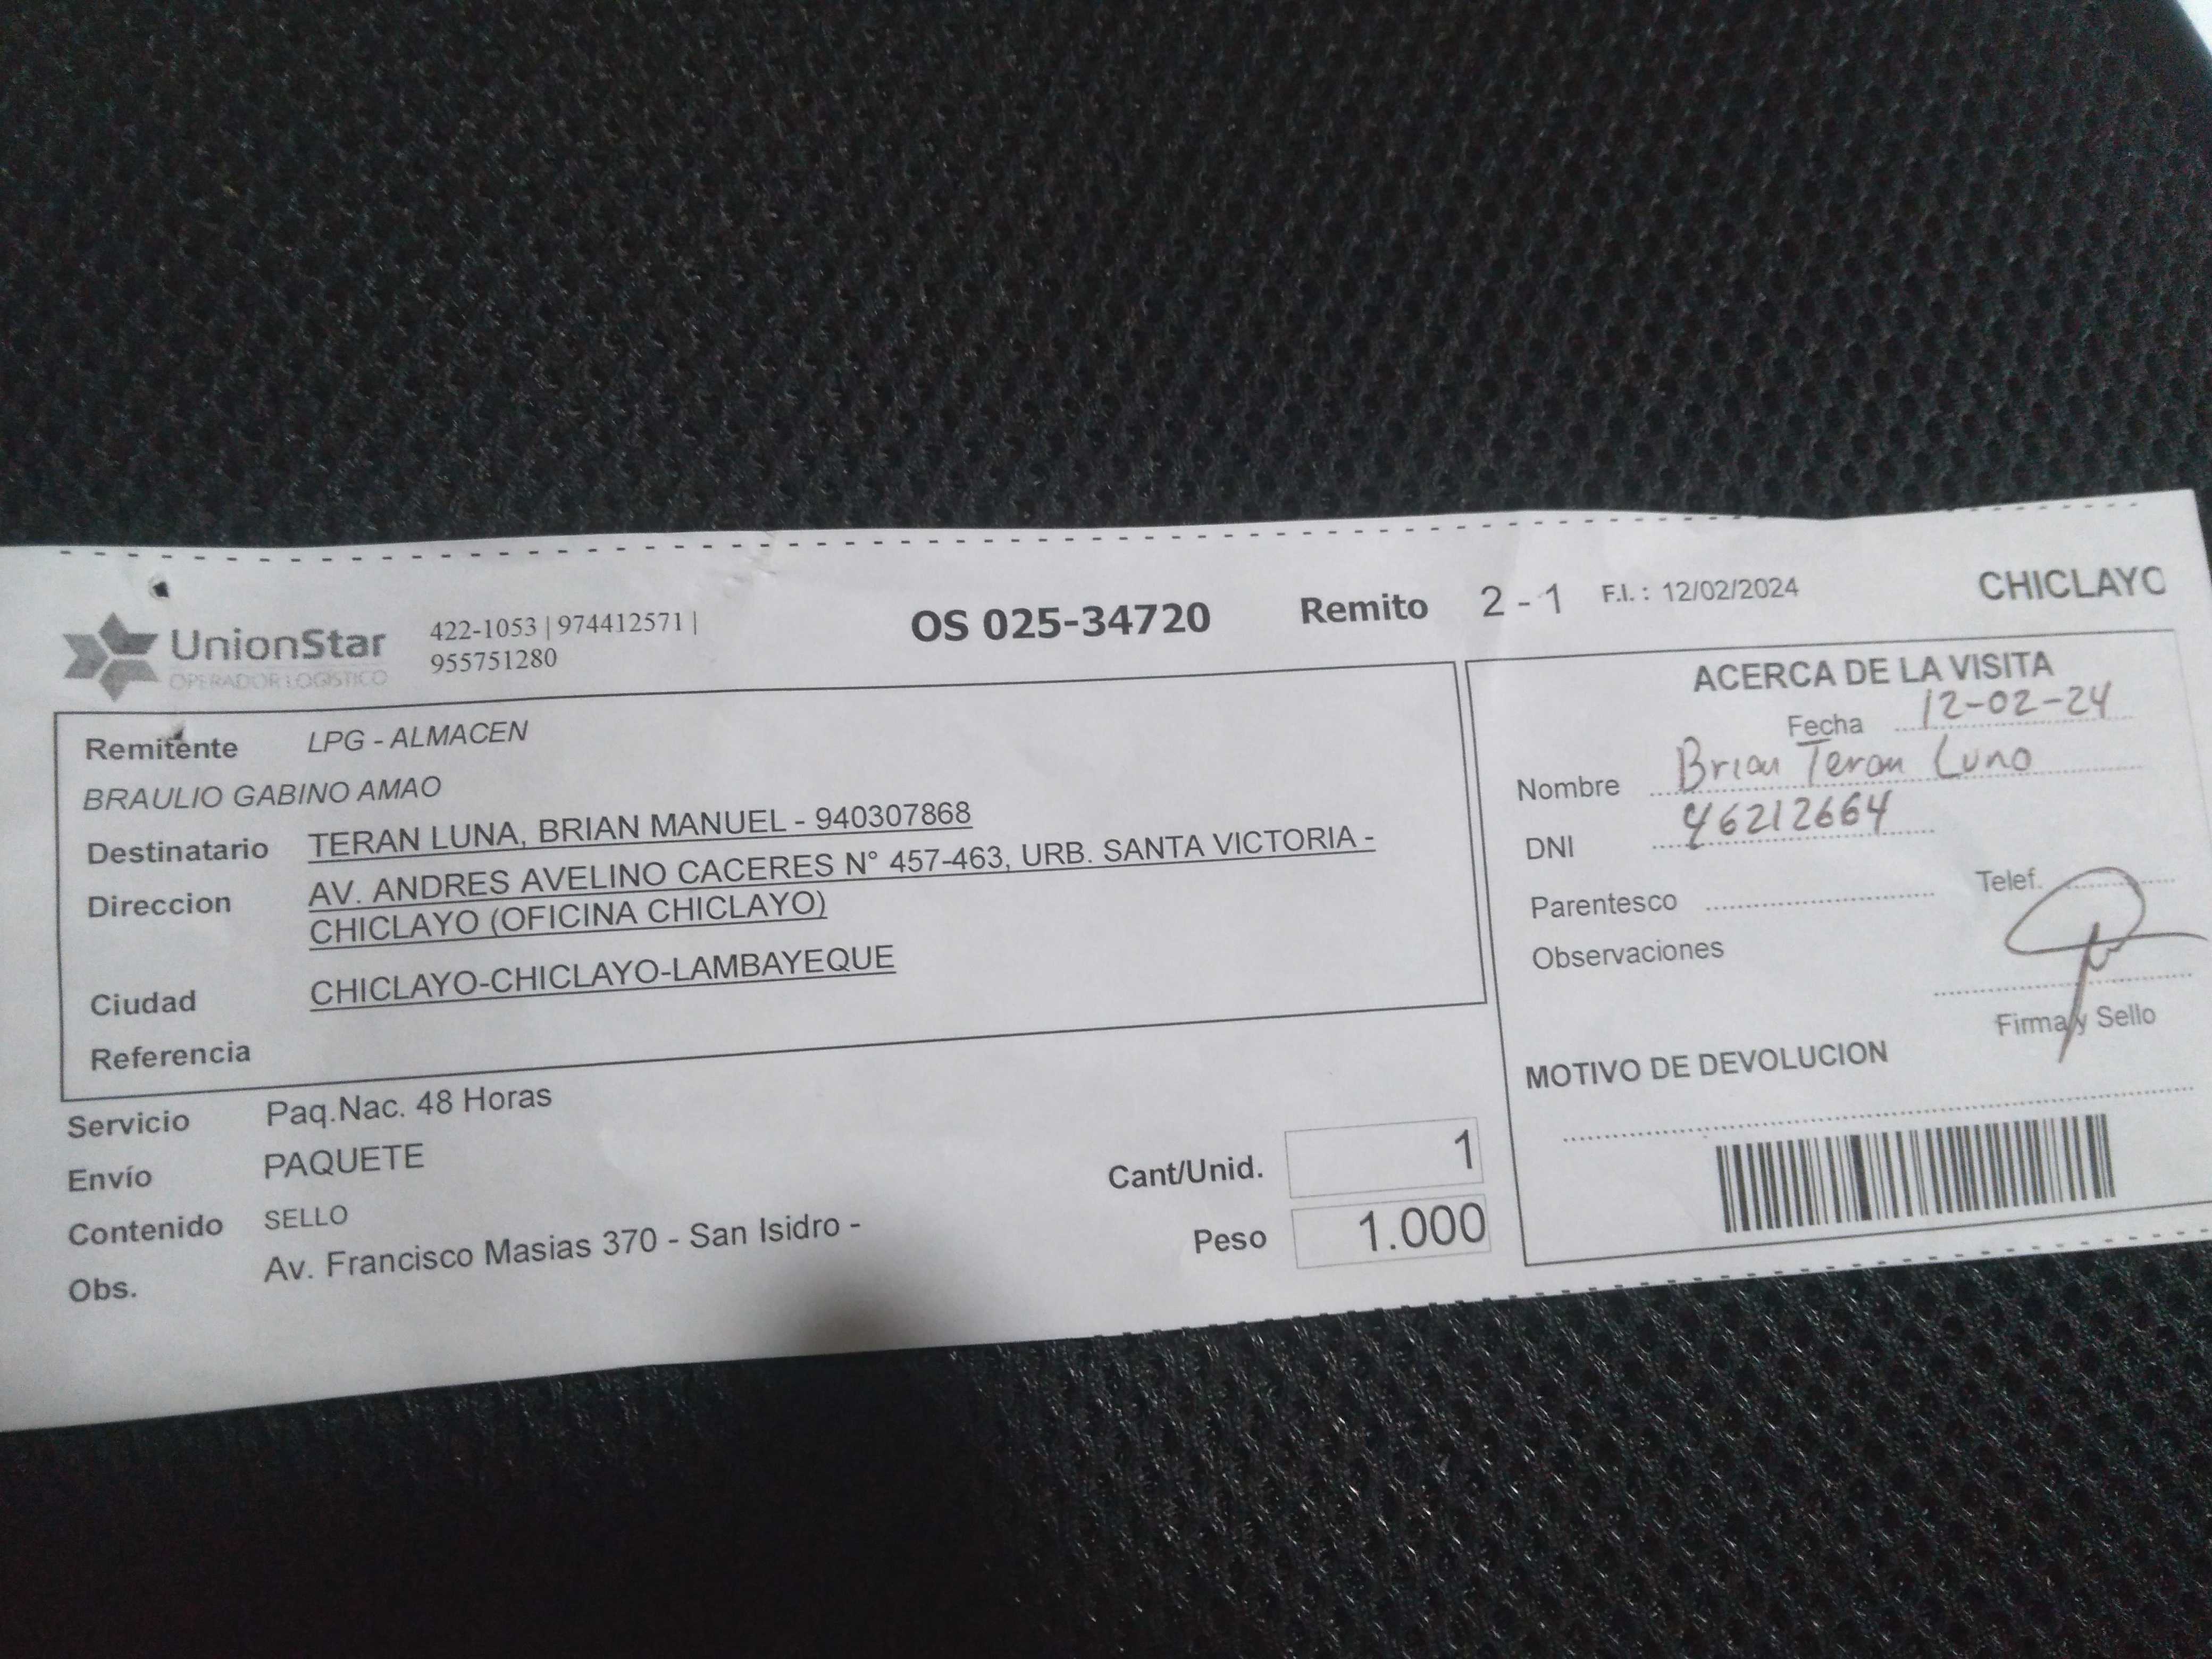 UnionStar
OPERADOR LOGISTICO
422-1053 | 974412571 |
955751280
OS 025-34720
Remito 2 - 1
F.I. : 12/02/2024
CHICLAYO
Remitente LPG - ALMACEN
BRAULIO GABINO AMAO
Destinatario TERAN LUNA, BRIAN MANUEL - 940307868
Direccion AV. ANDRES AVELINO CACERES N° 457-463, URB. SANTA VICTORIA -
CHICLAYO (OFICINA CHICLAYO)
Ciudad CHICLAYO-CHICLAYO-LAMBAYEQUE
Referencia
Servicio Paq.Nac. 48 Horas
Envío PAQUETE
Contenido SELLO
Obs. Av. Francisco Masias 370 - San Isidro -
Cant/Unid. 1
Peso 1.000
ACERCA DE LA VISITA
Fecha 12-02-24
Nombre Brian Teran Luna
DNI 46212664
Parentesco
Telef.
Observaciones
Firma y Sello
MOTIVO DE DEVOLUCION